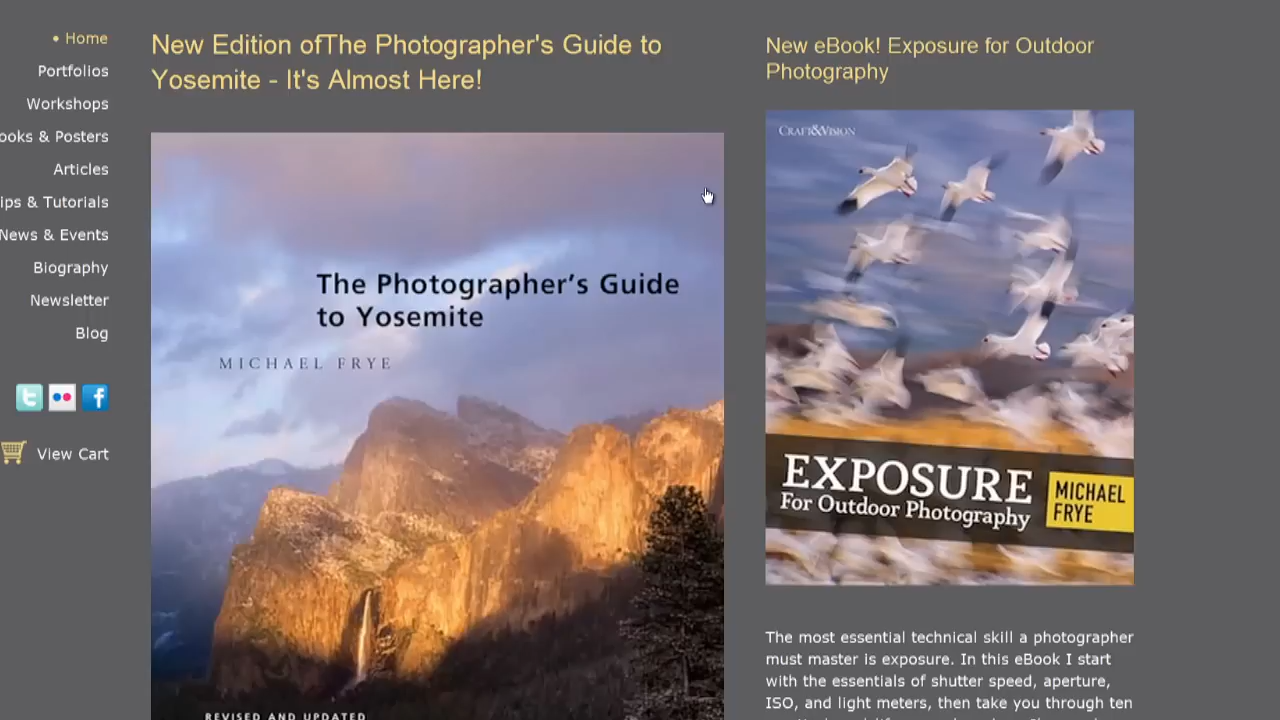 • Home
Portfolios
Workshops
ooks & Posters
Articles
ips & Tutorials
News & Events
Biography
Newsletter
Blog
View Cart
New Edition ofThe Photographer's Guide to
Yosemite - It's Almost Here!
The Photographer's Guide
to Yosemite
MICHAEL FRYE
REVISED AND UPDATED
New eBook! Exposure for Outdoor
Photography
CRAFT&VISION
EXPOSURE
For Outdoor Photography
MICHAEL
FRYE
The most essential technical skill a photographer
must master is exposure. In this eBook I start
with the essentials of shutter speed, aperture,
ISO, and light meters, then take you through ten